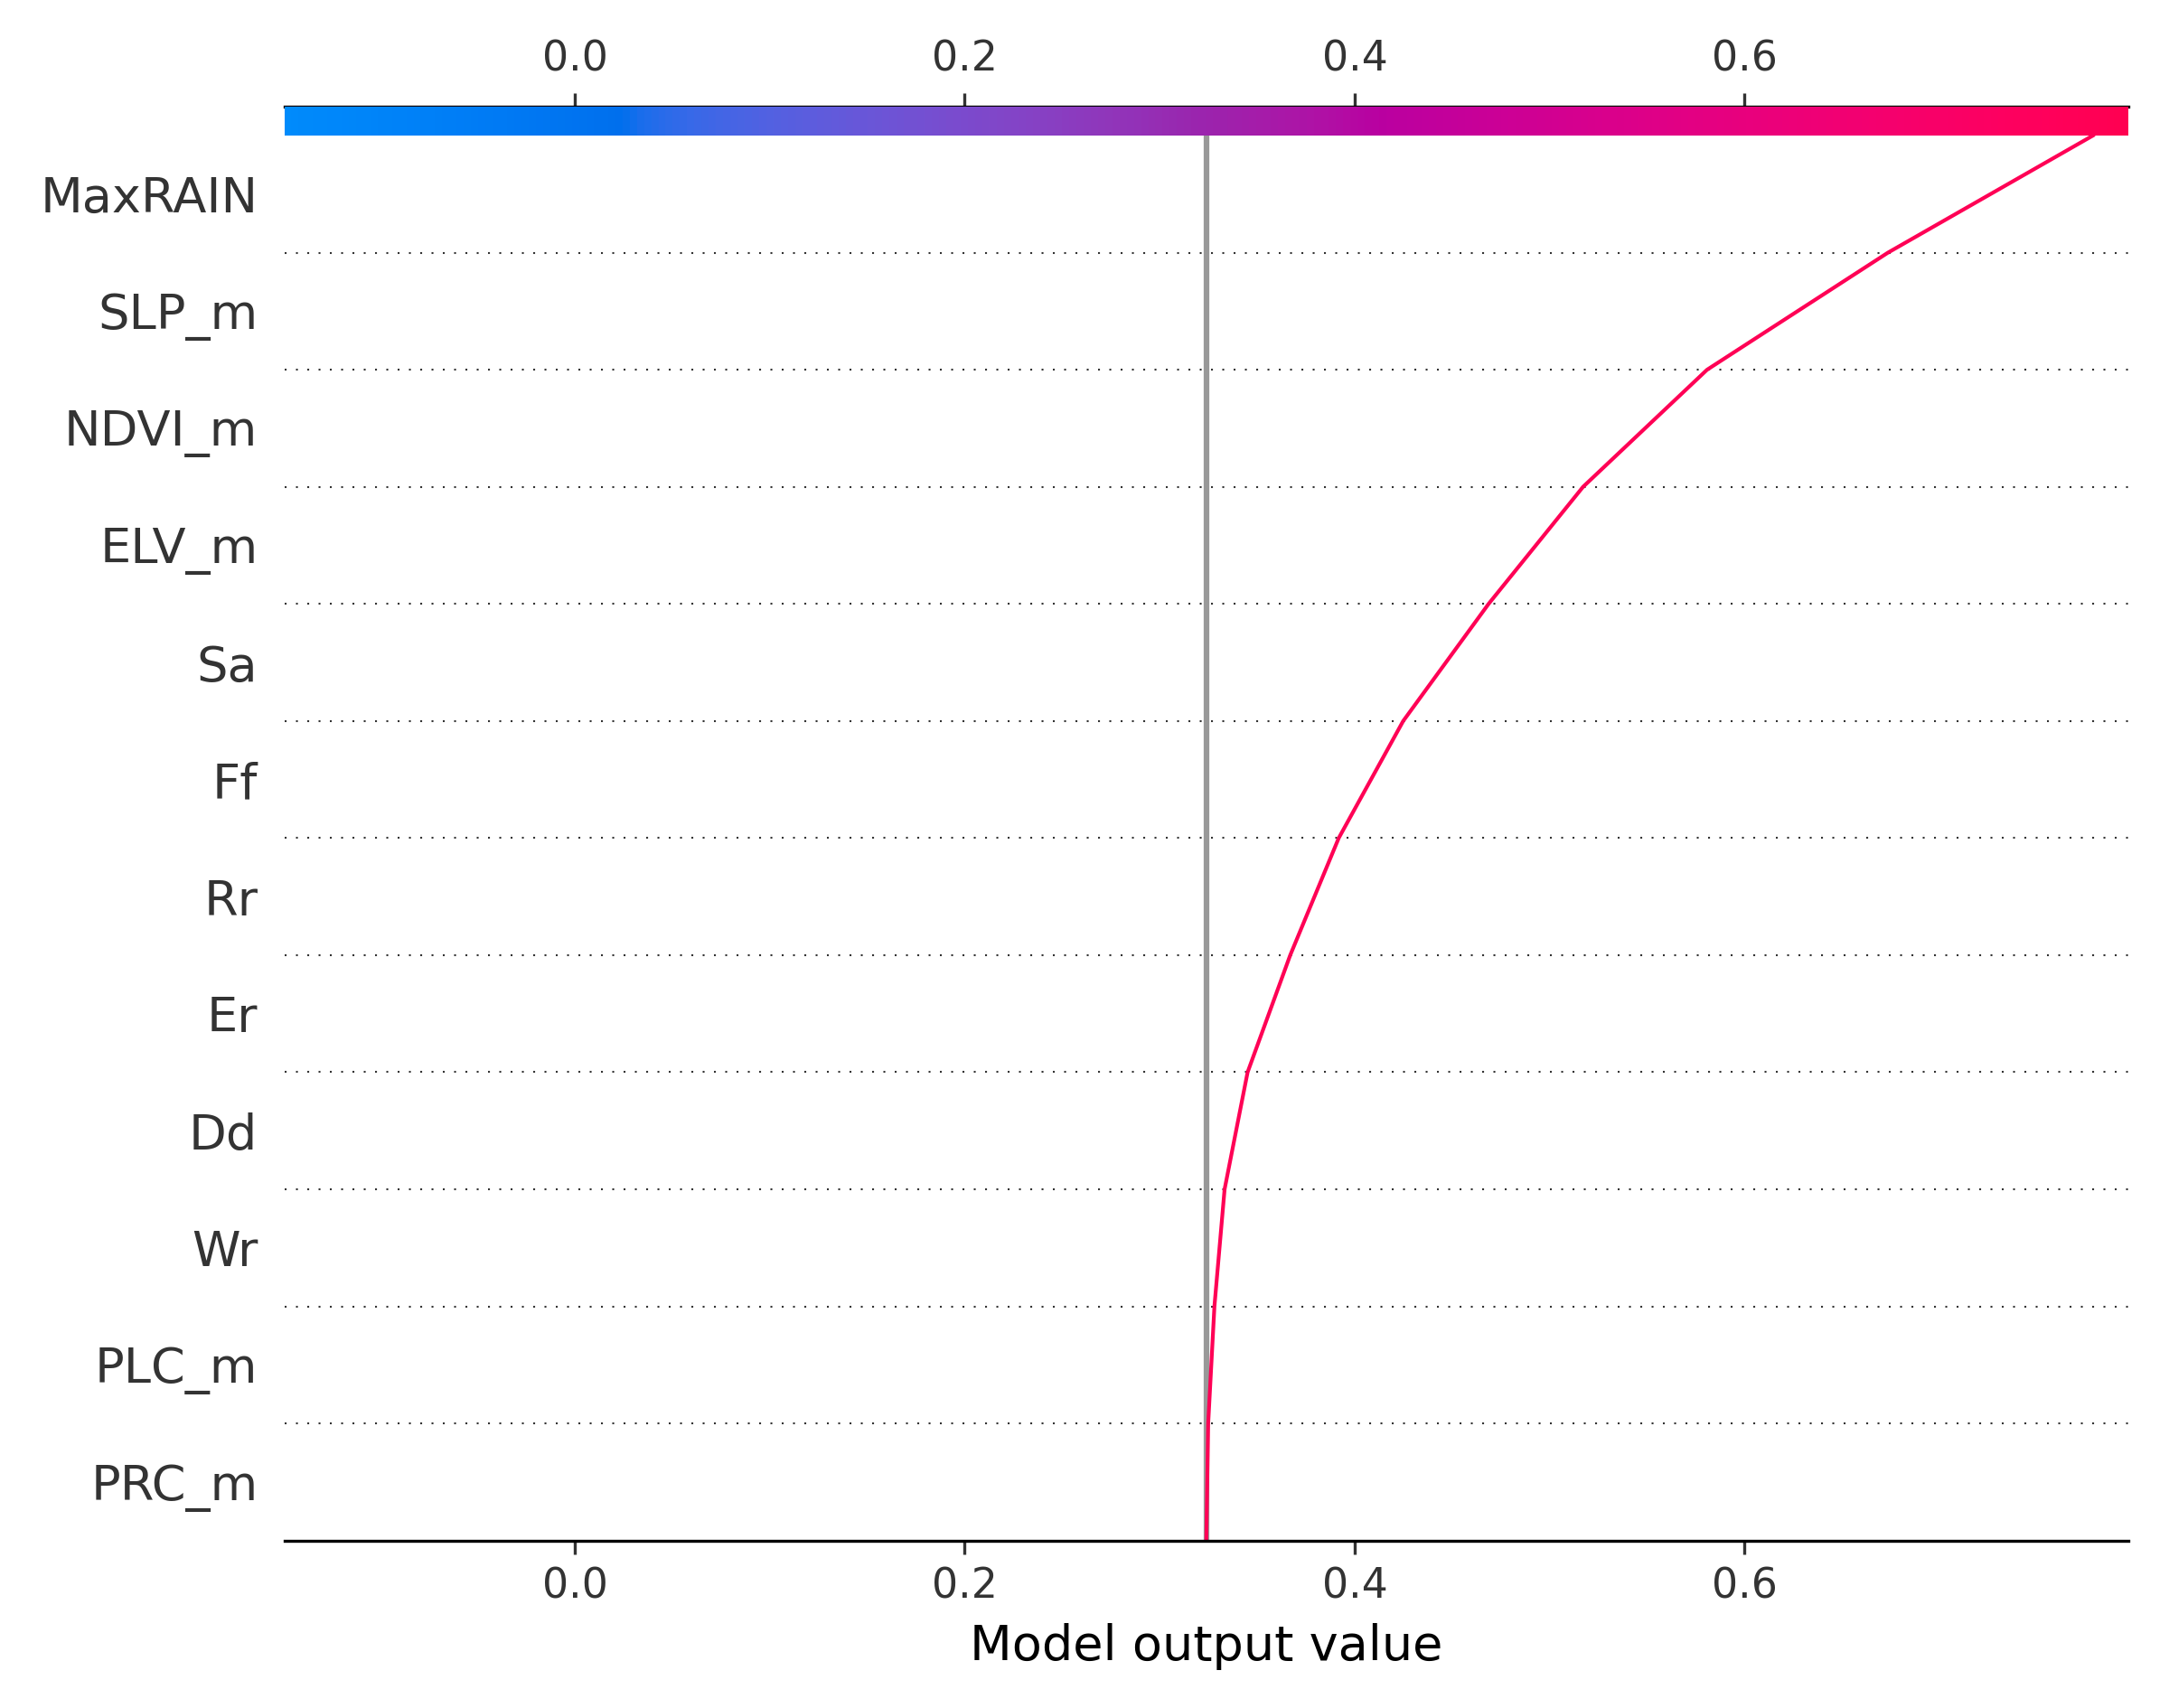 0.0 0.2 0.4 0.6
MaxRAIN
SLP_m
NDVI_m
ELV_m
Sa
Ff
Rr
Er
Dd
Wr
PLC_m
PRC_m
0.0 0.2 0.4 0.6
Model output value